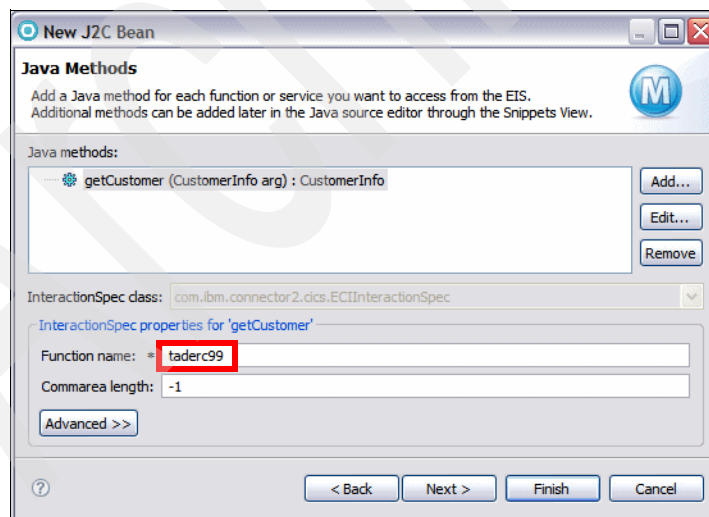 New J2C Bean
Java Methods
Add a Java method for each function or service you want to access from the EIS.
Additional methods can be added later in the Java source editor through the Snippets View.
M
Java methods:
getCustomer (CustomerInfo arg) : CustomerInfo
Add...
Edit...
Remove
InteractionSpec class: com.ibm.connector2.cics.ECIInteractionSpec
InteractionSpec properties for 'getCustomer'
Function name: * taderc99
Commarea length: -1
Advanced >>
? < Back Next > Finish Cancel